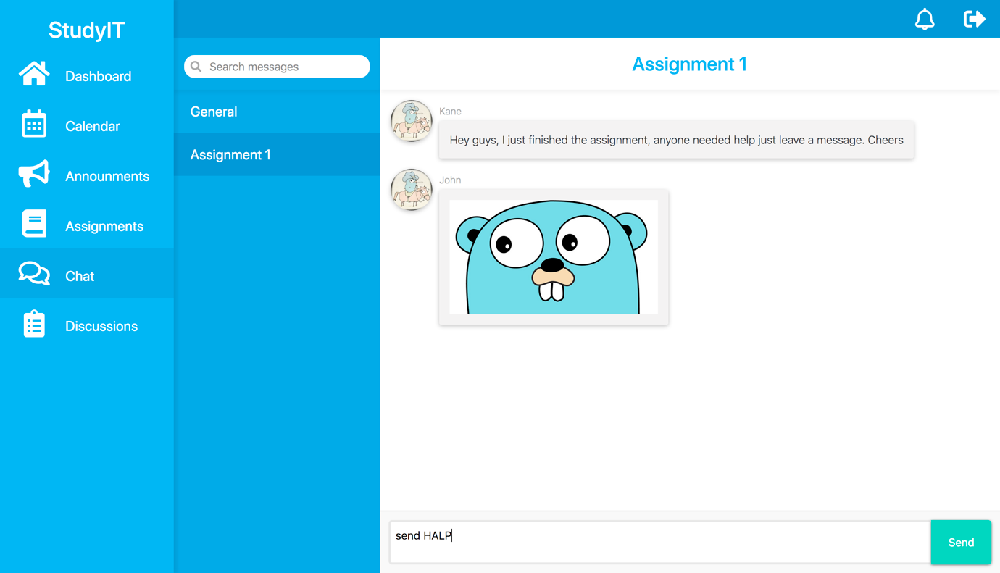 StudyIT
Dashboard
Calendar
Announments
Assignments
Chat
Discussions
Search messages
General
Assignment 1
Assignment 1
Kane
Hey guys, I just finished the assignment, anyone needed help just leave a message. Cheers
John
send HALP
Send